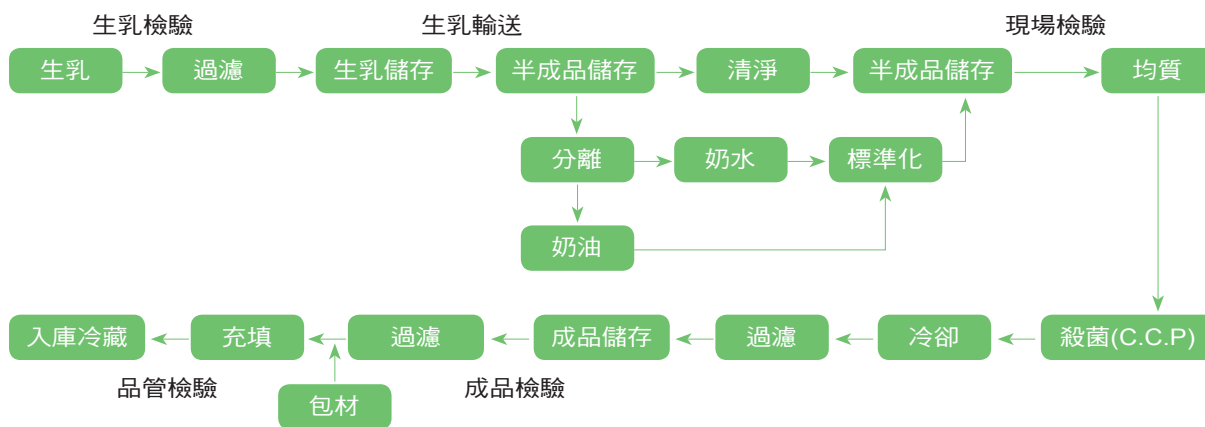 生乳檢驗
生乳輸送
現場檢驗
生乳
過濾
生乳儲存
半成品儲存
清淨
半成品儲存
均質
分離
奶水
標準化
奶油
入庫冷藏
充填
過濾
成品儲存
過濾
冷卻
殺菌(C.C.P)
品管檢驗
成品檢驗
包材